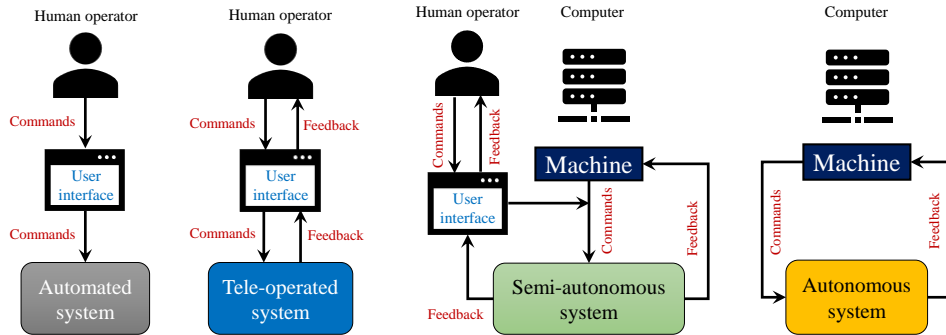 Human operator
Commands
User
interface
Commands
Automated
system
Human operator
Commands
Feedback
User
interface
Commands
Feedback
Tele-operated
system
Human operator
Computer
Commands
Feedback
Machine
User
interface
Commands
Feedback
Feedback
Semi-autonomous
system
Computer
Machine
Commands
Feedback
Autonomous
system